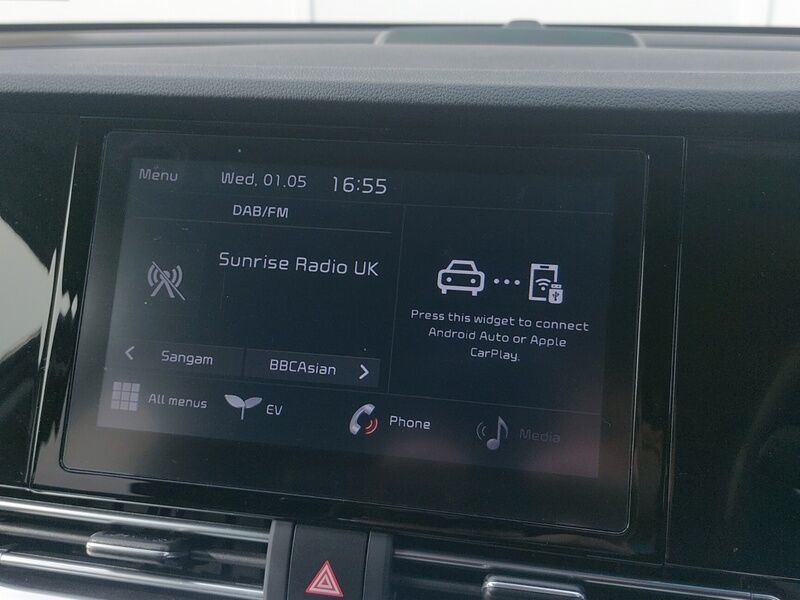 Menu
Wed, 01.05
16:55
DAB/FM
Sunrise Radio UK
Sangam
BBCAsian
Press this widget to connect
Android Auto or Apple
CarPlay.
All menus
EV
Phone
Media